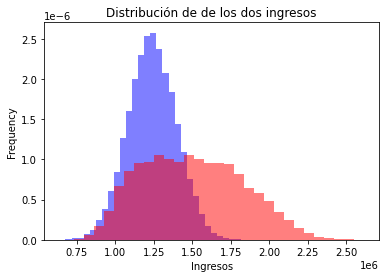 Distribución de de los dos ingresos
1e−6
2.5
2.0
1.5
1.0
0.5
0.0
Frequency
0.75 1.00 1.25 1.50 1.75 2.00 2.25 2.50
1e6
Ingresos